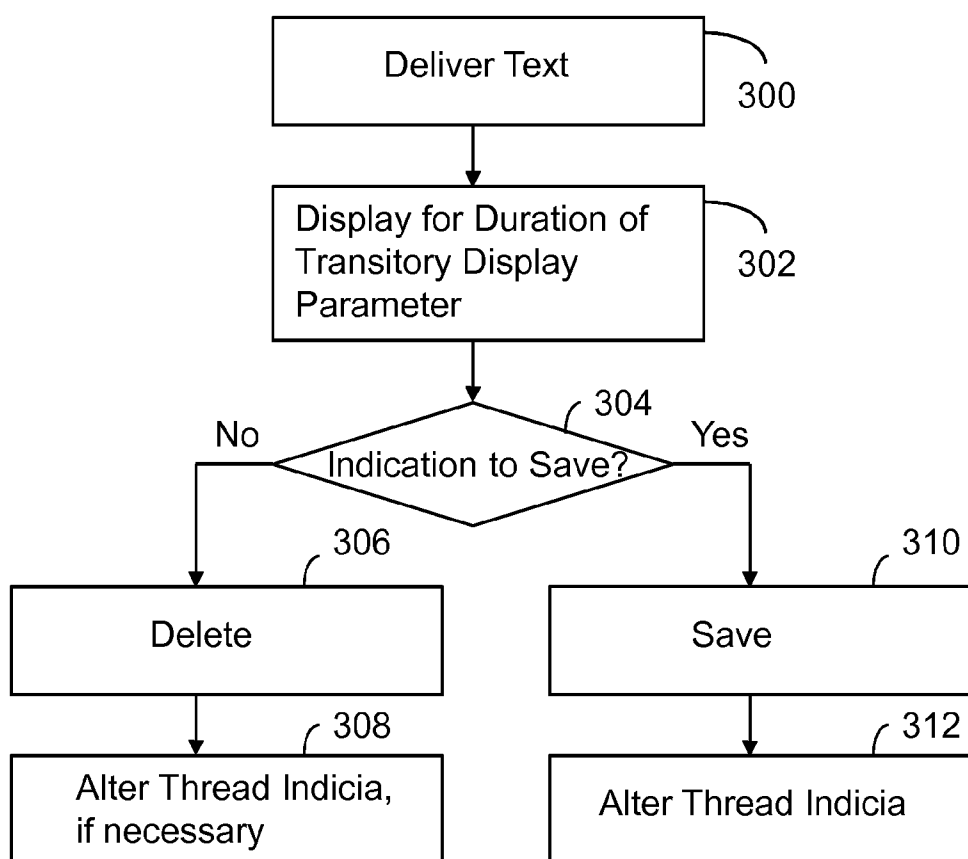 Deliver Text
300
Display for Duration of
Transitory Display
Parameter
302
304
No
Yes
Indication to Save?
306
310
Delete
Save
308
312
Alter Thread Indicia,
if necessary
Alter Thread Indicia